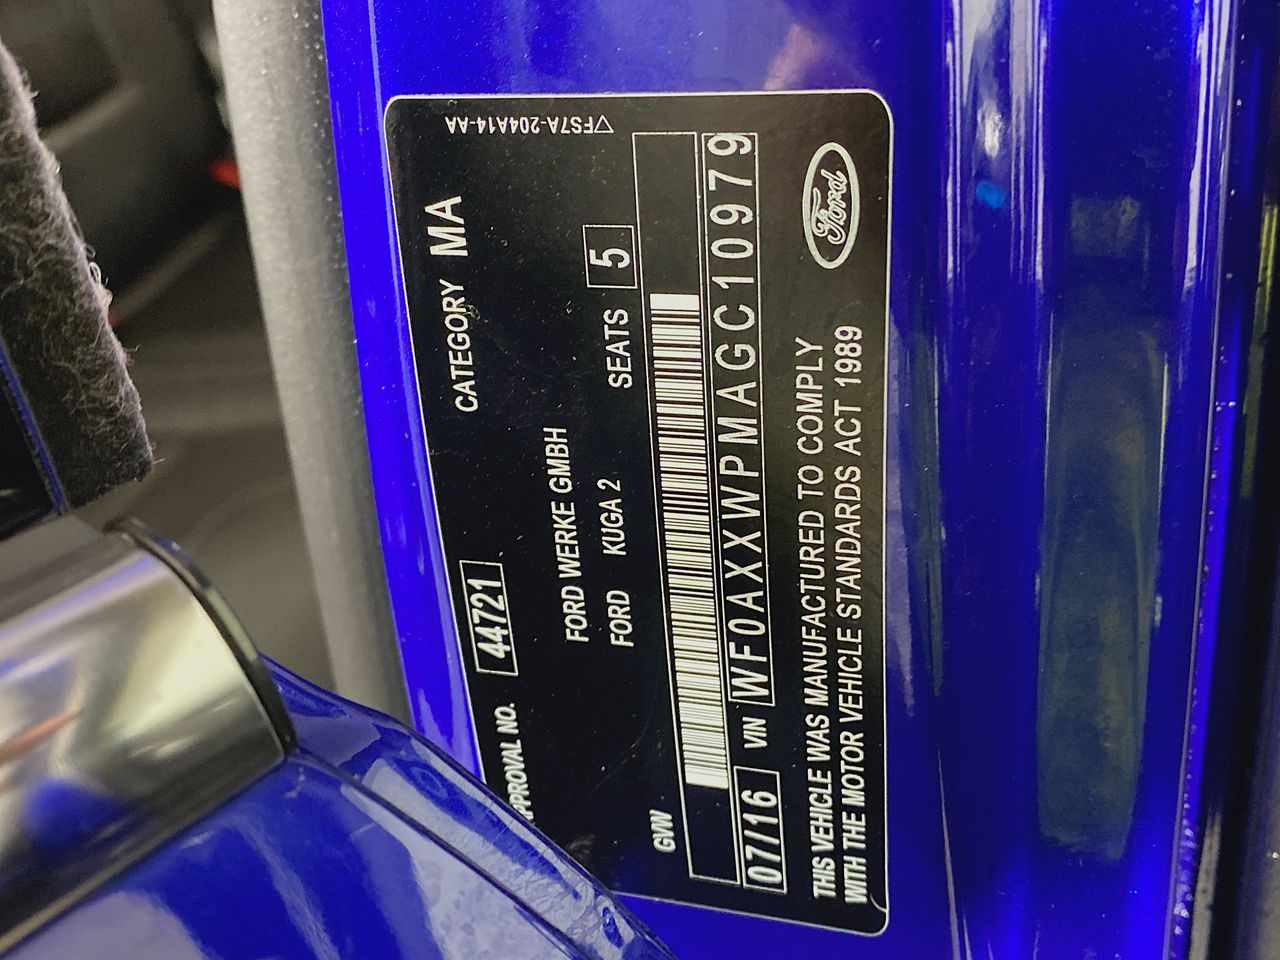 ▽FS7A-204A14-AA
APPROVAL NO. 44721 CATEGORY MA
FORD WERKE GMBH
FORD KUGA 2 SEATS 5
GVW
07/16 VIN WF0AXXWPMAGC10979
THIS VEHICLE WAS MANUFACTURED TO COMPLY
WITH THE MOTOR VEHICLE STANDARDS ACT 1989
Ford